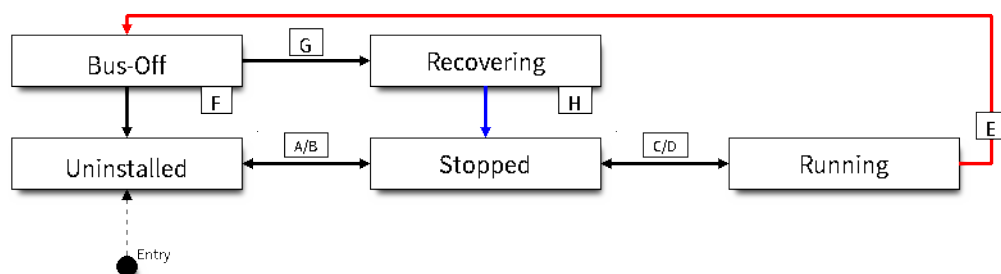 G
Bus-Off
Recovering
F
H
E
A/B
C/D
Uninstalled
Stopped
Running
Entry